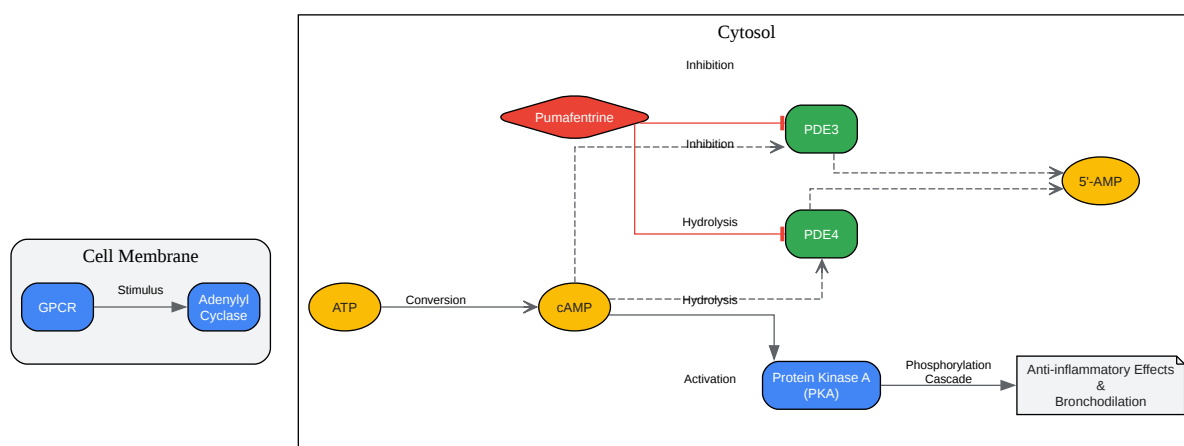 Cytosol
Inhibition
Pumafentrine
PDE3
Inhibition
5'-AMP
Hydrolysis
PDE4
Cell Membrane
Stimulus
GPCR
Adenylyl
Cyclase
ATP
Conversion
cAMP
Hydrolysis
Activation
Protein Kinase A
(PKA)
Phosphorylation
Cascade
Anti-inflammatory Effects
&
Bronchodilation